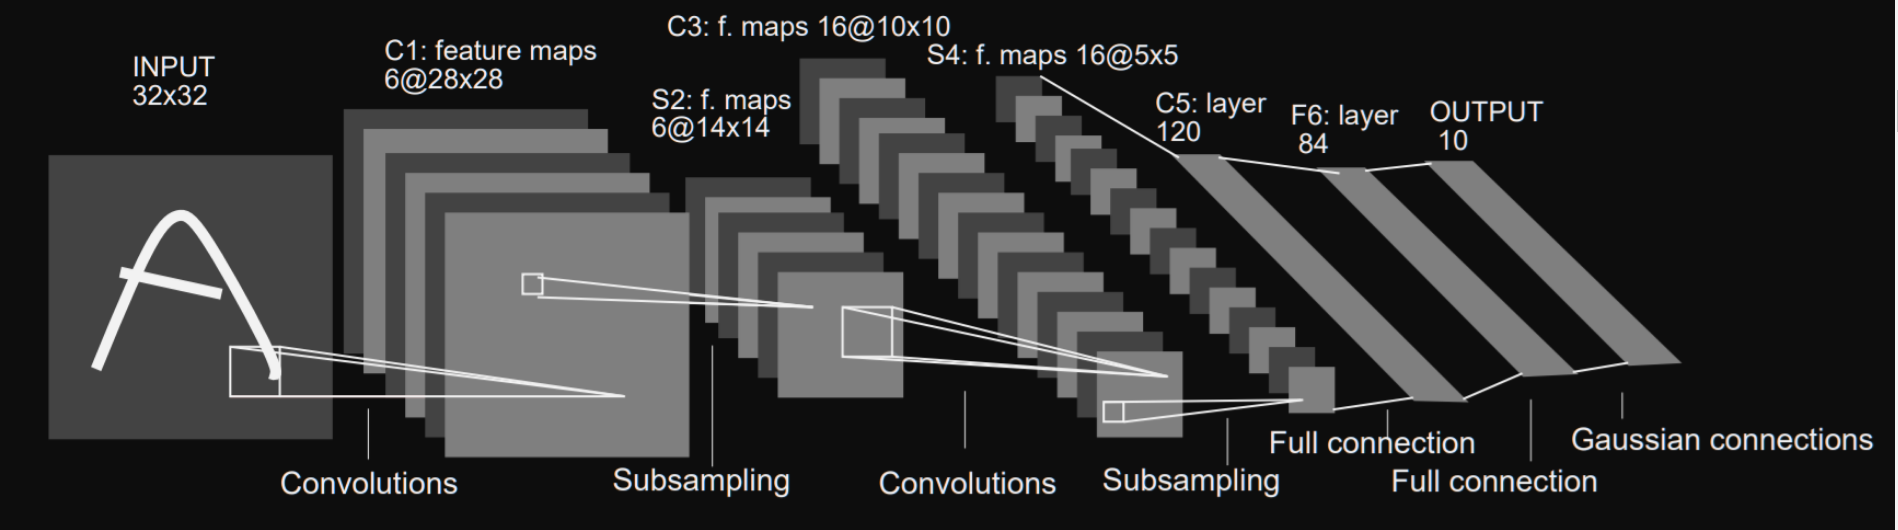 INPUT
32x32
C1: feature maps
6@28x28
S2: f. maps
6@14x14
C3: f. maps 16@10x10
S4: f. maps 16@5x5
C5: layer
120
F6: layer
84
OUTPUT
10
Convolutions
Subsampling
Convolutions
Subsampling
Full connection
Full connection
Gaussian connections